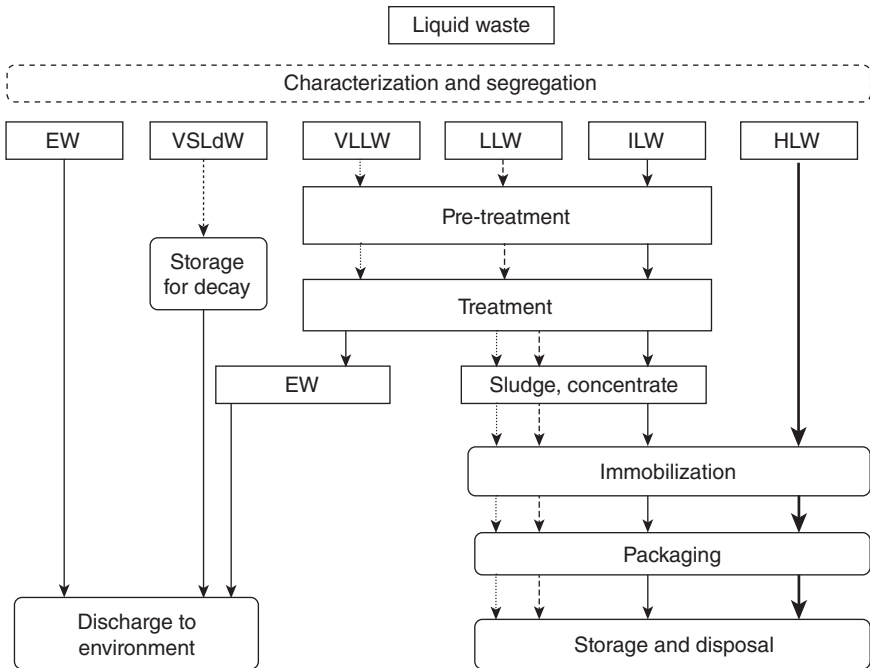 Liquid waste
Characterization and segregation
EW
VSLdW
VLLW
LLW
ILW
HLW
Pre-treatment
Storage
for decay
Treatment
EW
Sludge, concentrate
Immobilization
Packaging
Discharge to
environment
Storage and disposal